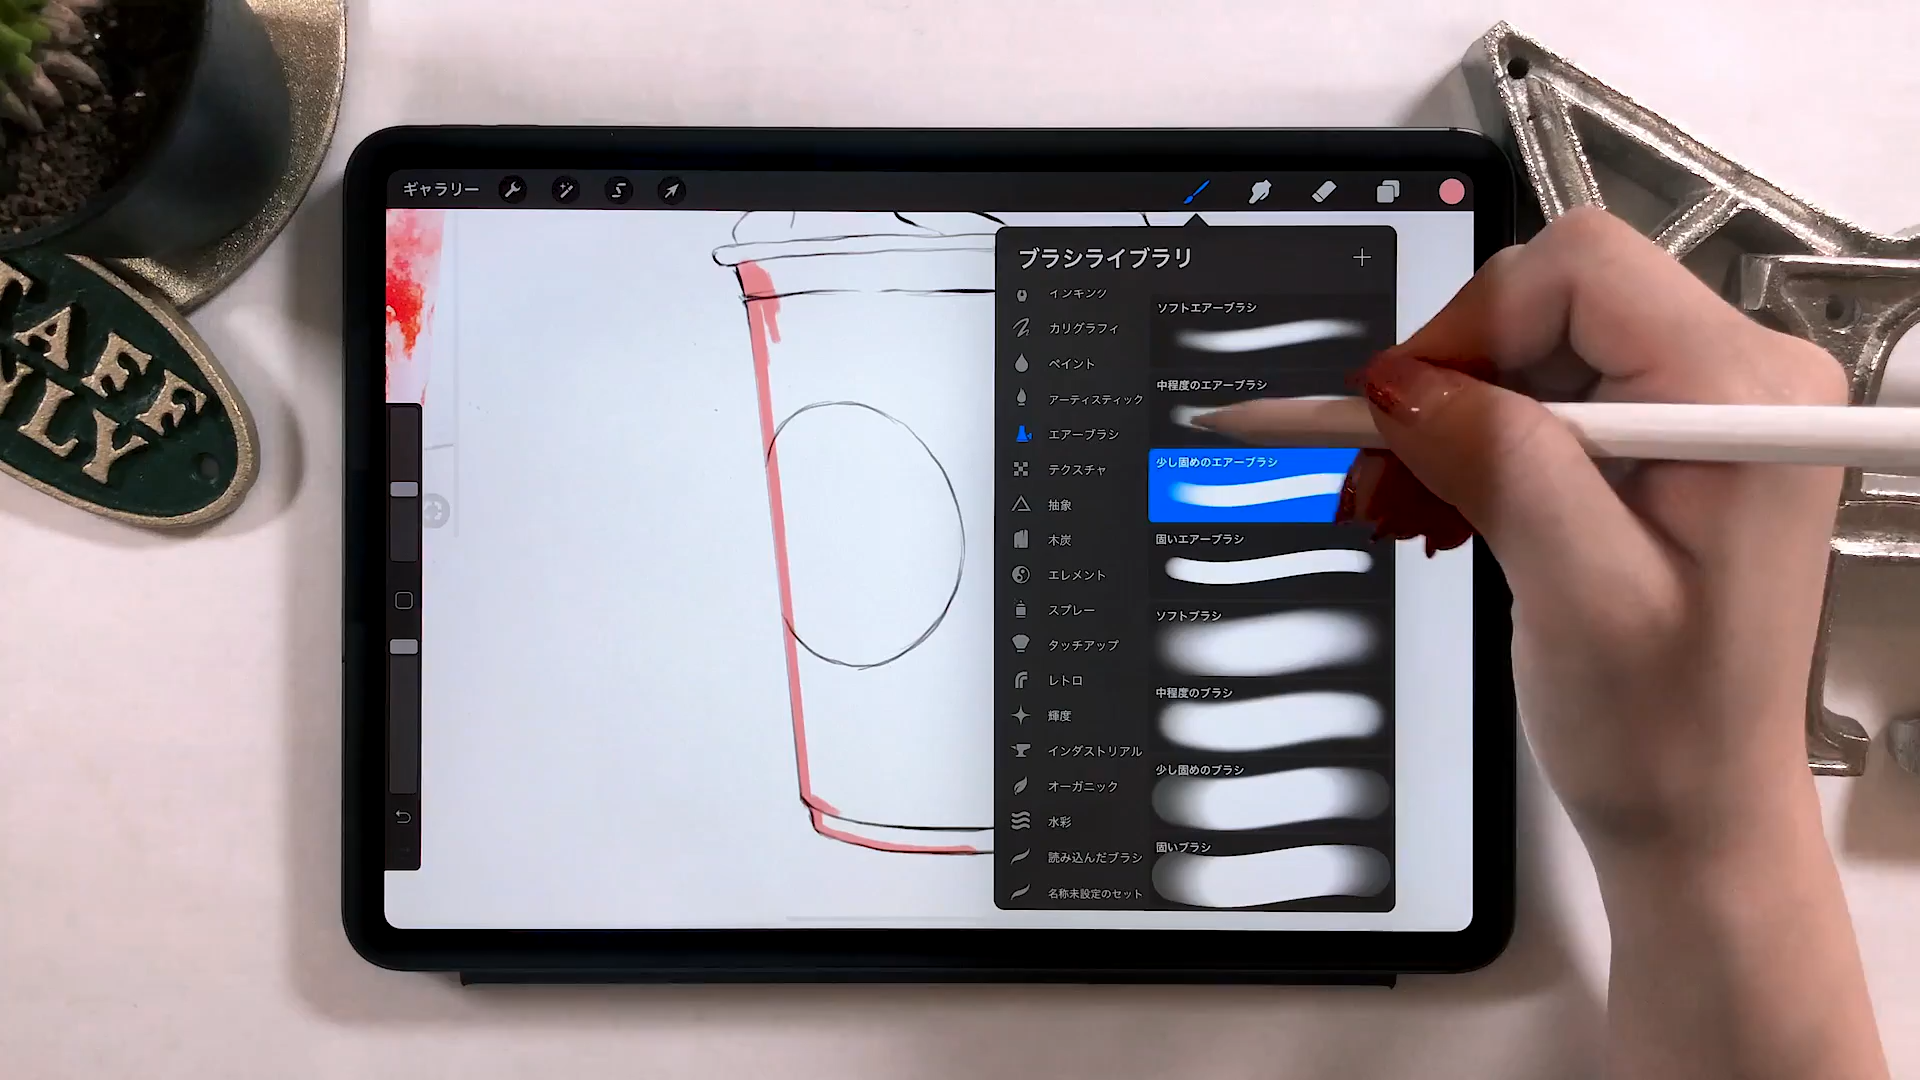 STAFF
ONLY
ギャラリー
ブラシライブラリ
インキング
カリグラフィ
ペイント
アーティスティック
エアーブラシ
テクスチャ
抽象
木炭
エレメント
スプレー
タッチアップ
レトロ
輝度
インダストリアル
オーガニック
水彩
読み込んだブラシ
名称未設定のセット
ソフトエアーブラシ
中程度のエアーブラシ
少し固めのエアーブラシ
固いエアーブラシ
ソフトブラシ
中程度のブラシ
少し固めのブラシ
固いブラシ